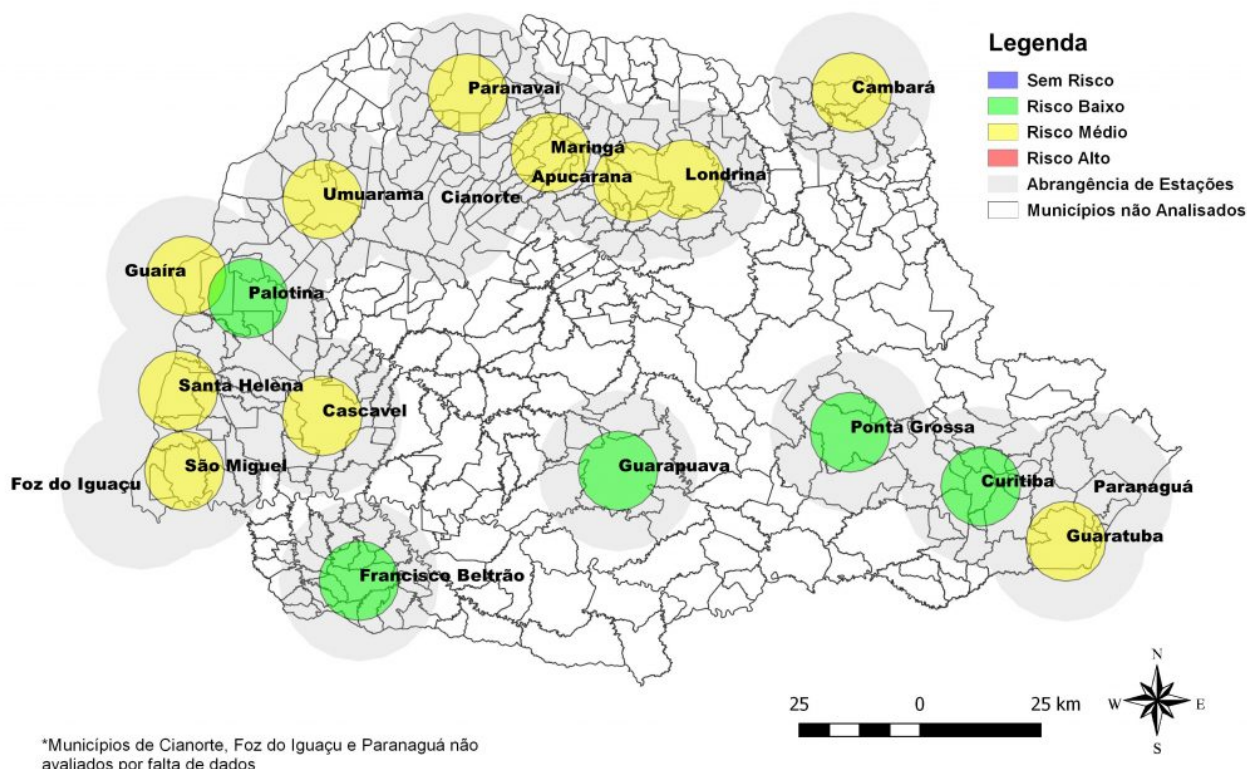 Legenda
Sem Risco
Risco Baixo
Risco Médio
Risco Alto
Abrangência de Estações
Municípios não Analisados
Paranavaí
Cambará
Maringá
Apucarana
Londrina
Umuarama
Cianorte
Guaíra
Palotina
Santa Helena
Cascavel
Ponta Grossa
São Miguel
Guarapuava
Foz do Iguaçu
Curitiba
Paranaguá
Guaratuba
Francisco Beltrão
N
W
E
S
25 0 25 km
*Municípios de Cianorte, Foz do Iguaçu e Paranaguá não
avaliados por falta de dados